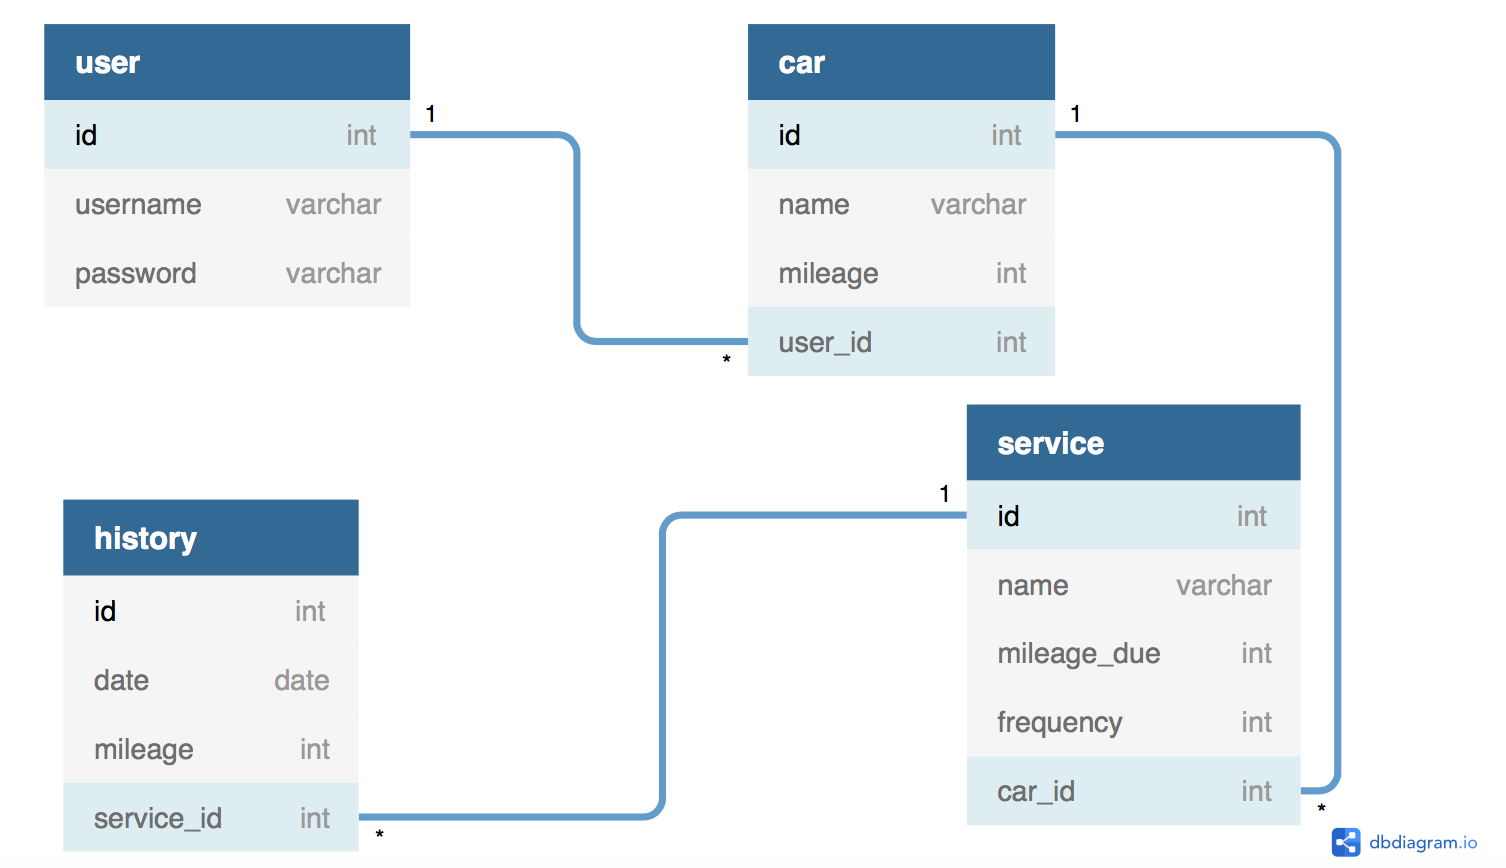 user
id int
username varchar
password varchar
1
*
car
id int
name varchar
mileage int
user_id int
1
*
service
id int
name varchar
mileage_due int
frequency int
car_id int
1
*
history
id int
date date
mileage int
service_id int
dbdiagram.io